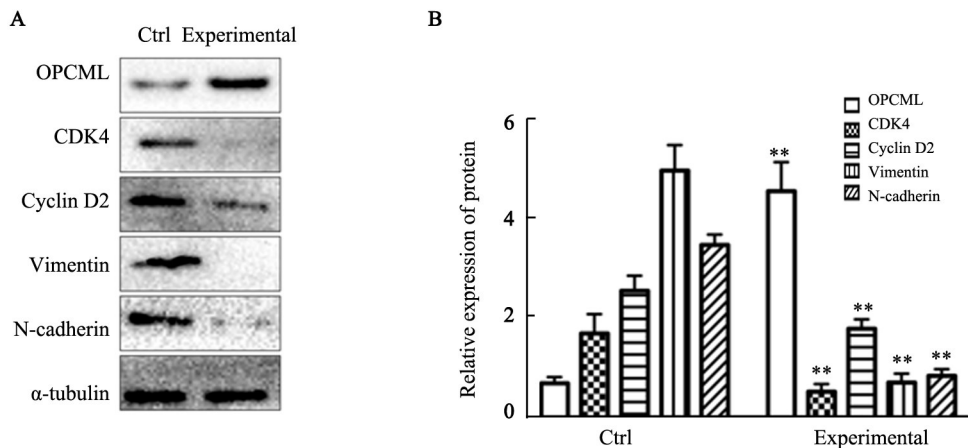 A
Ctrl Experimental
OPCML
CDK4
Cyclin D2
Vimentin
N-cadherin
α-tubulin
B
OPCML
CDK4
Cyclin D2
Vimentin
N-cadherin
Relative expression of protein
6
4
2
0
**
**
**
**
**
Ctrl
Experimental